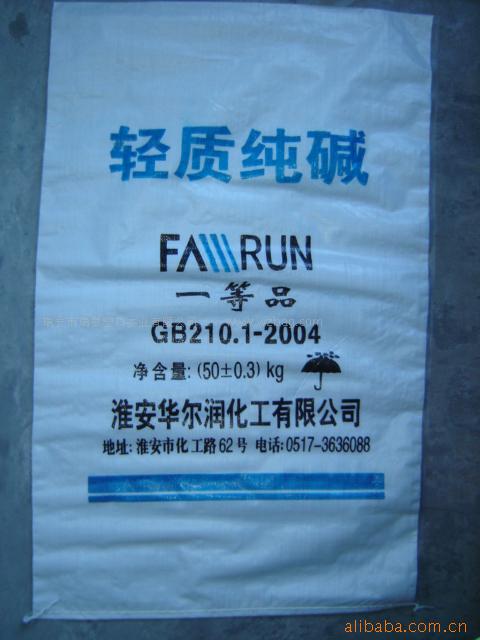 轻质纯碱
FARRUN
一等品
GB210.1-2004
净含量: (50±0.3) kg
淮安华尔润化工有限公司
地址: 淮安市化工路62号 电话:0517-3636088
alibaba.com.cn